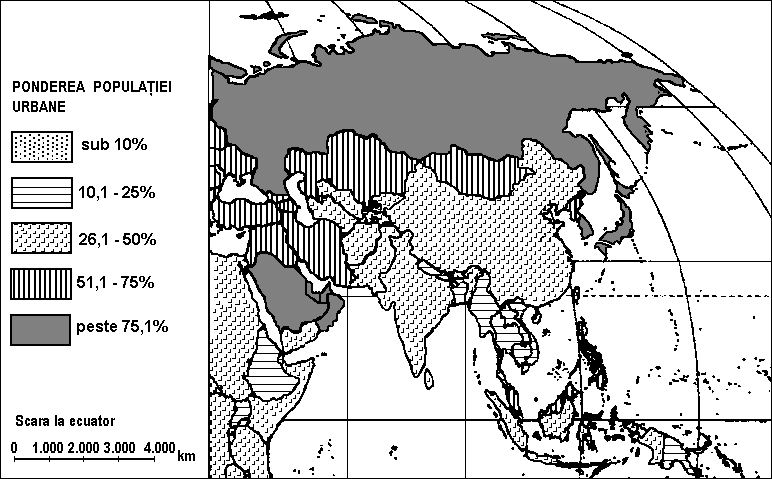 PONDEREA POPULAȚIEI
URBANE
sub 10%
10,1 - 25%
26,1 - 50%
51,1 - 75%
peste 75,1%
Scara la ecuator
0 1.000 2.000 3.000 4.000 km